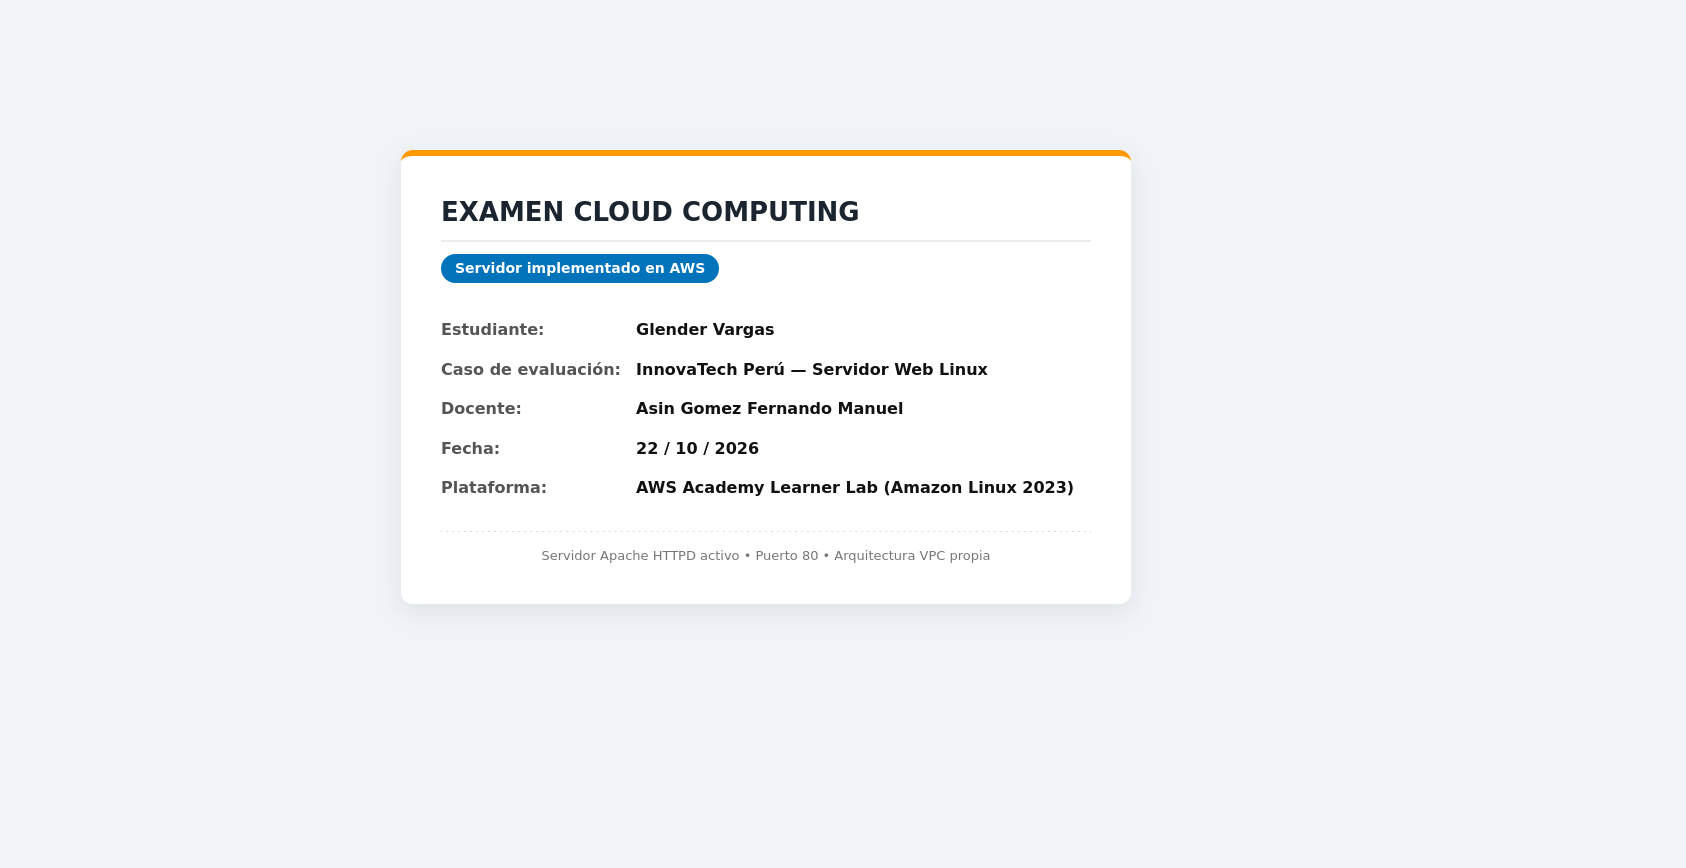 EXAMEN CLOUD COMPUTING
Servidor implementado en AWS
Estudiante: Glender Vargas
Caso de evaluación: InnovaTech Perú — Servidor Web Linux
Docente: Asin Gomez Fernando Manuel
Fecha: 22 / 10 / 2026
Plataforma: AWS Academy Learner Lab (Amazon Linux 2023)
Servidor Apache HTTPD activo • Puerto 80 • Arquitectura VPC propia